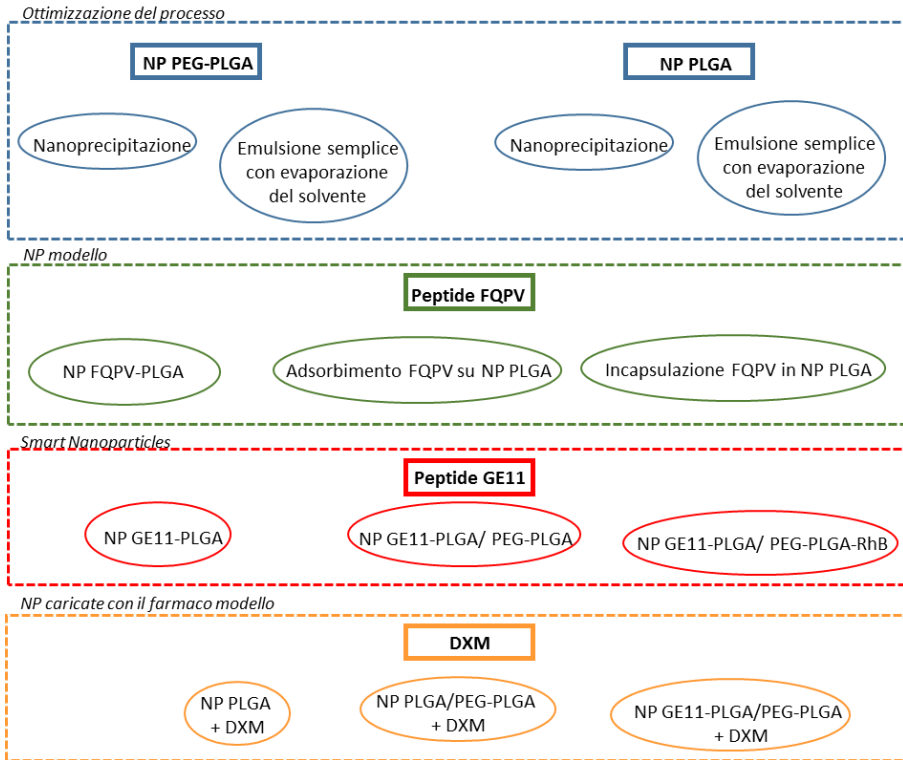 Ottimizzazione del processo
NP PEG-PLGA
NP PLGA
Nanoprecipitazione
Emulsione semplice
con evaporazione
del solvente
Nanoprecipitazione
Emulsione semplice
con evaporazione
del solvente
NP modello
Peptide FQPV
NP FQPV-PLGA
Adsorbimento FQPV su NP PLGA
Incapsulazione FQPV in NP PLGA
Smart Nanoparticles
Peptide GE11
NP GE11-PLGA
NP GE11-PLGA/ PEG-PLGA
NP GE11-PLGA/ PEG-PLGA-RhB
NP caricate con il farmaco modello
DXM
NP PLGA
+ DXM
NP PLGA/PEG-PLGA
+ DXM
NP GE11-PLGA/PEG-PLGA
+ DXM